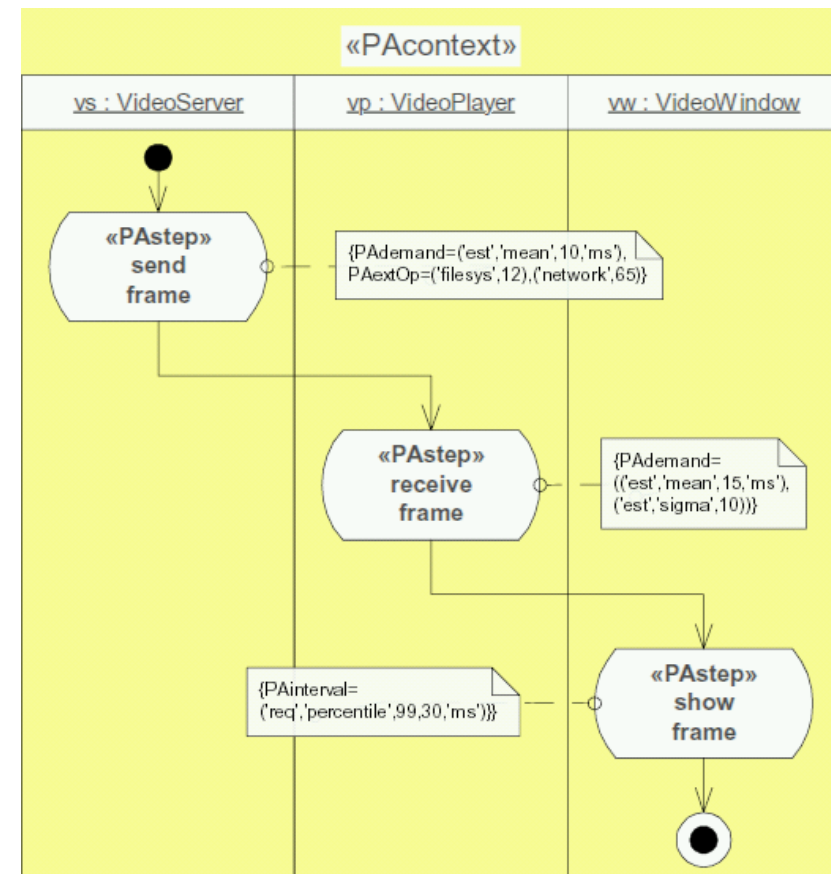 «PAcontext»
vs : VideoServer
vp : VideoPlayer
vw : VideoWindow
«PAstep»
send
frame
{PAdemand=('est','mean',10,'ms'),
PAextOp=('filesys',12),('network',65)}
«PAstep»
receive
frame
{PAdemand=
(('est','mean',15,'ms'),
('est','sigma',10))}
{PAinterval=
('req','percentile',99,30,'ms')}}
«PAstep»
show
frame